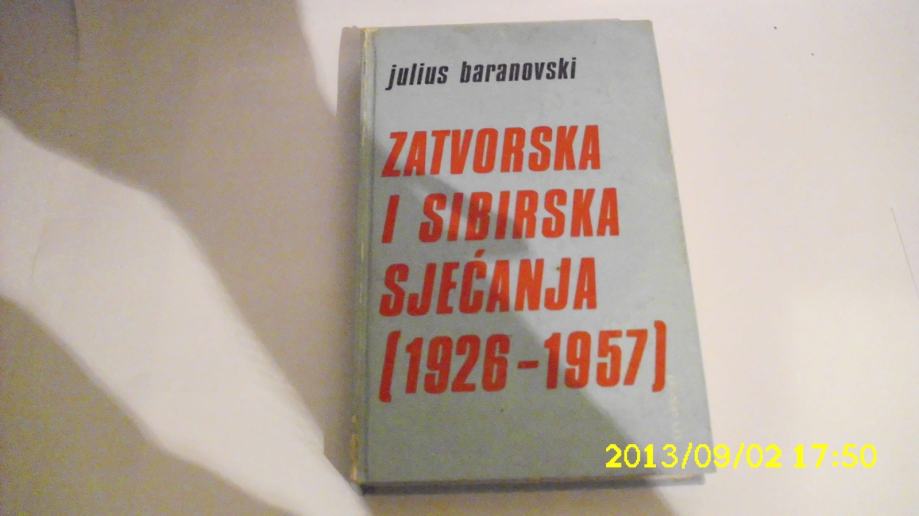 julius baranovski
ZATVORSKA
I SIBIRSKA
SJEĆANJA
(1926-1957)
2013/09/02 17:50